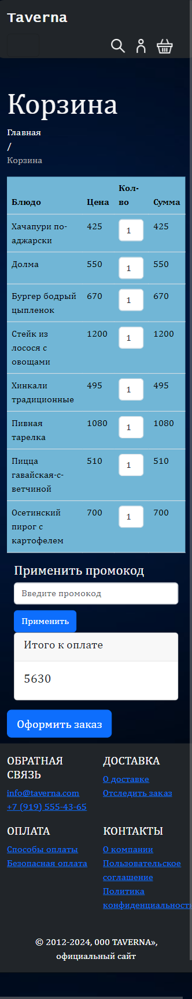 Taverna
Корзина
Главная
/
Корзина
Кол-
Блюдо Цена во Сумма
Хачапури по- 425 1 425
аджарски
Долма 550 1 550
Бургер бодрый 670 1 670
цыпленок
Стейк из 1200 1 1200
лосося с
овощами
Хинкали 495 1 495
традиционные
Пивная 1080 1 1080
тарелка
Пицца 510 1 510
гавайская-с-
ветчиной
Осетинский 700 1 700
пирог с
картофелем
Применить промокод
Введите промокод
Применить
Итого к оплате
5630
Оформить заказ
ОБРАТНАЯ
СВЯЗЬ
info@taverna.com
+7 (919) 555-43-65
ДОСТАВКА
О доставке
Отследить заказ
ОПЛАТА
Способы оплаты
Безопасная оплата
КОНТАКТЫ
О компании
Пользовательское
соглашение
Политика
конфиденциальности
© 2012-2024, ООО TAVERNA»,
официальный сайт